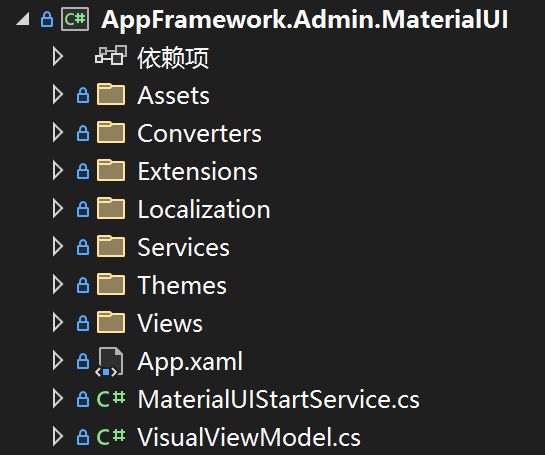 C# AppFramework.Admin.MaterialUI
依赖项
Assets
Converters
Extensions
Localization
Services
Themes
Views
App.xaml
C# MaterialUIStartService.cs
C# VisualViewModel.cs